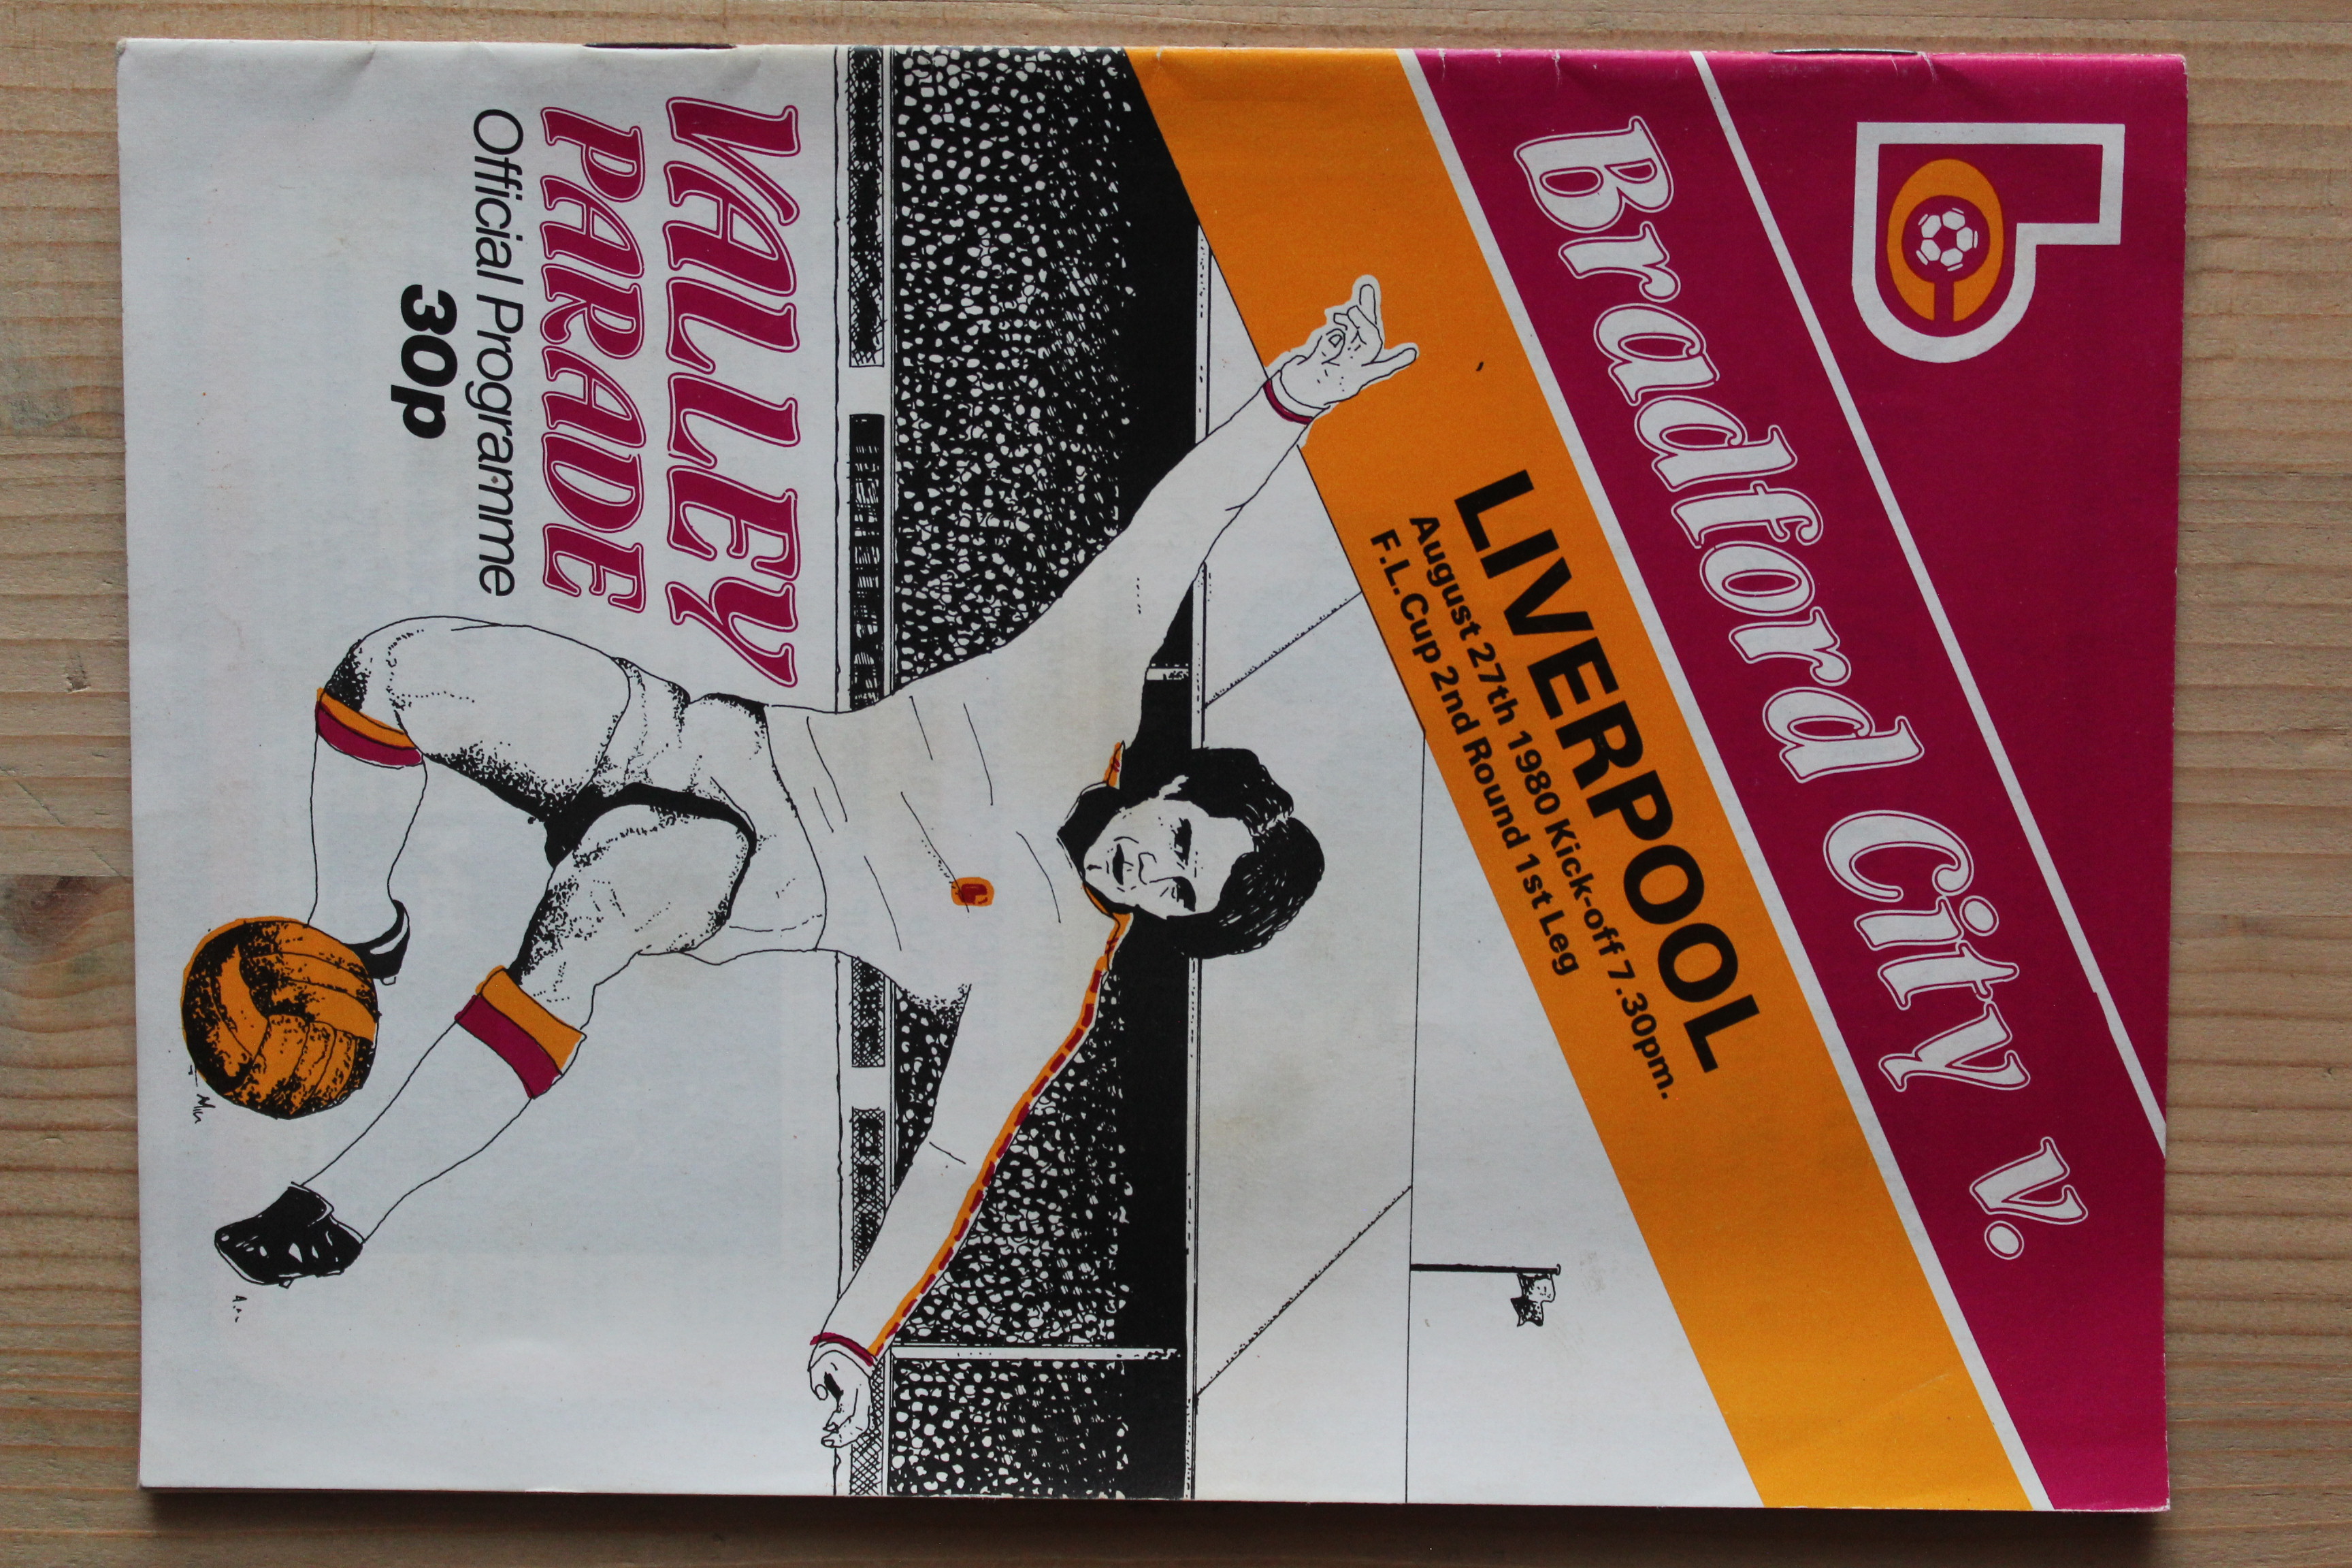 Bradford City v.
LIVERPOOL
August 27th 1980 Kick-off 7.30pm.
F.L.Cup 2nd Round 1st Leg
VALLEY
PARADE
Official Programme
30p